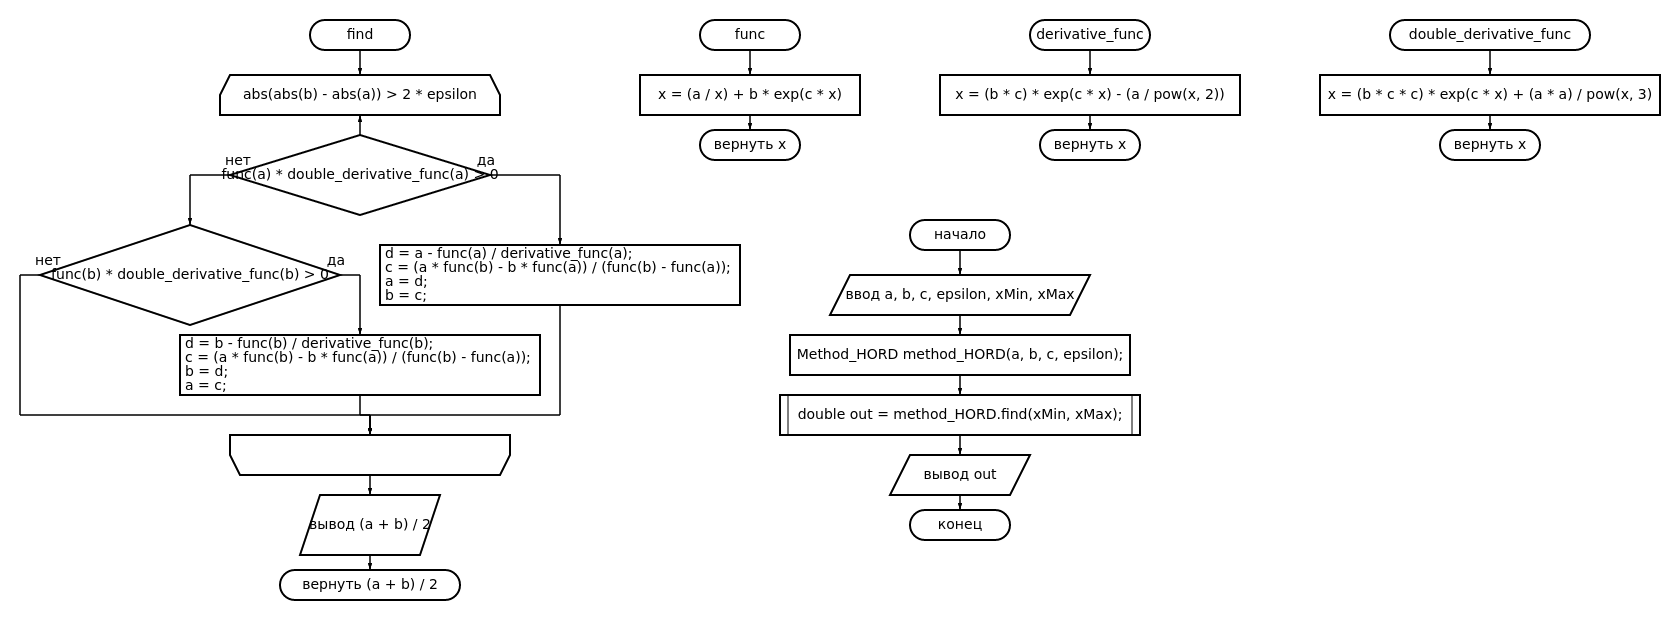 find
abs(abs(b) - abs(a)) > 2 * epsilon
нет
да
func(a) * double_derivative_func(a) > 0
нет
да
func(b) * double_derivative_func(b) > 0
d = a - func(a) / derivative_func(a);
c = (a * func(b) - b * func(a)) / (func(b) - func(a));
a = d;
b = c;
d = b - func(b) / derivative_func(b);
c = (a * func(b) - b * func(a)) / (func(b) - func(a));
b = d;
a = c;
вывод (a + b) / 2
вернуть (a + b) / 2
func
x = (a / x) + b * exp(c * x)
вернуть x
derivative_func
x = (b * c) * exp(c * x) - (a / pow(x, 2))
вернуть x
double_derivative_func
x = (b * c * c) * exp(c * x) + (a * a) / pow(x, 3)
вернуть x
начало
ввод a, b, c, epsilon, xMin, xMax
Method_HORD method_HORD(a, b, c, epsilon);
double out = method_HORD.find(xMin, xMax);
вывод out
конец